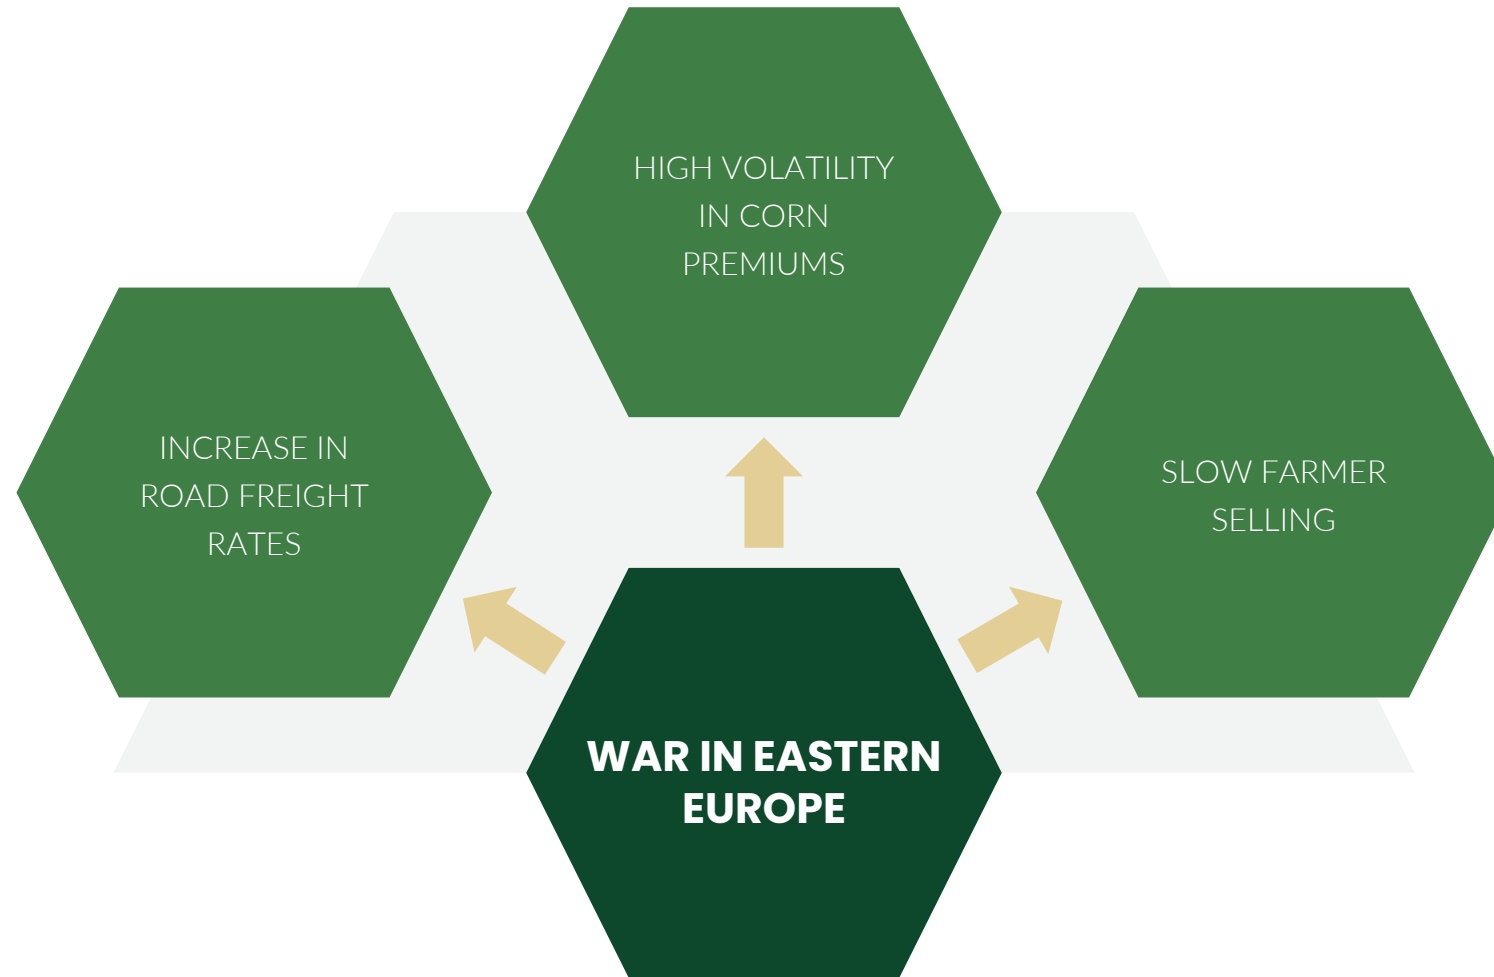 HIGH VOLATILITY
IN CORN
PREMIUMS
INCREASE IN
ROAD FREIGHT
RATES
SLOW FARMER
SELLING
WAR IN EASTERN
EUROPE